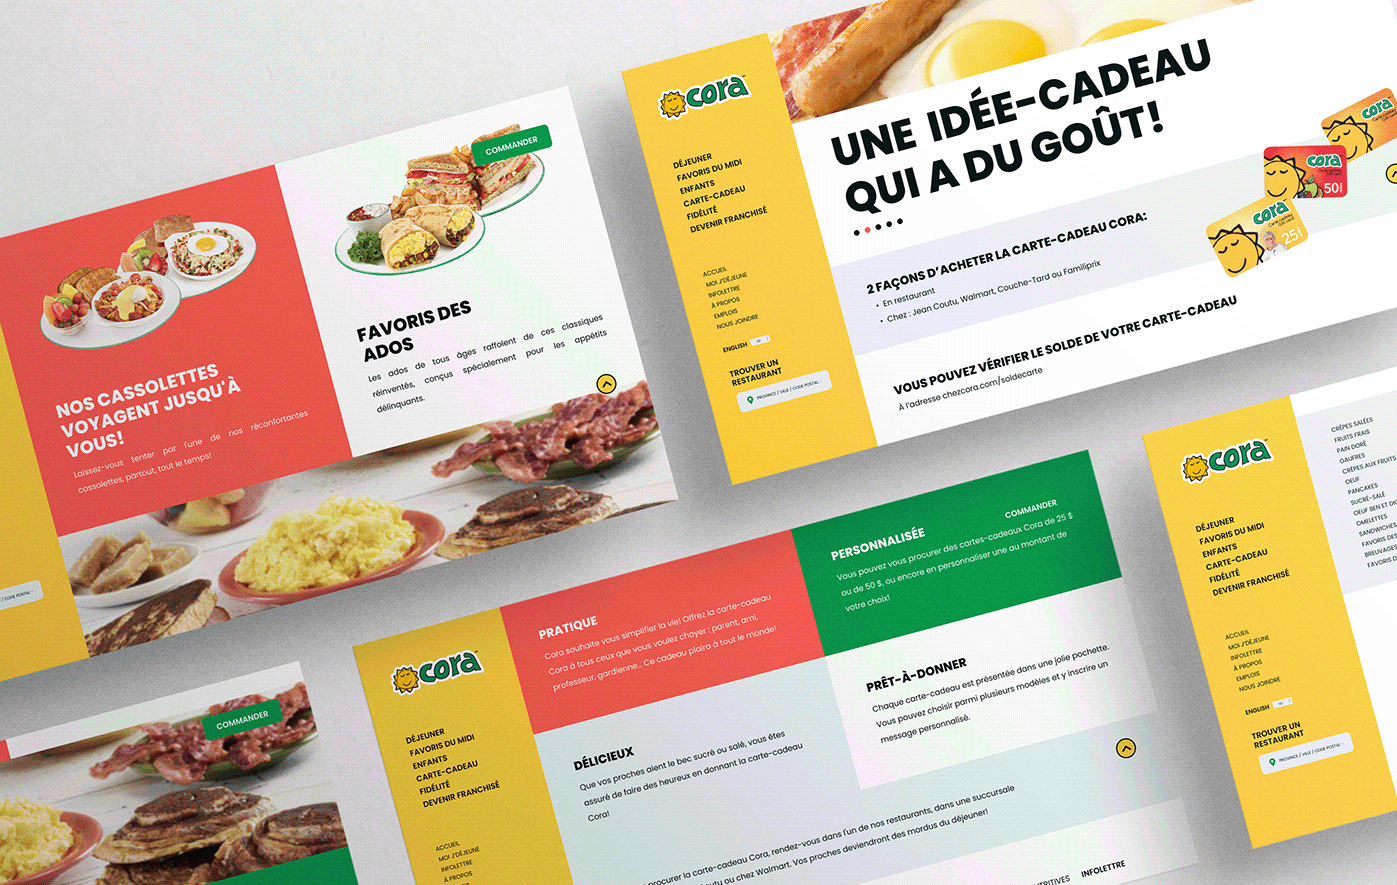 COMMANDER
NOS CASSOLETTES
VOYAGENT JUSQU'À
VOUS!
Laissez-vous tenter par l'une de nos réconfortantes
cassolettes, partout, tout le temps!
FAVORIS DES
ADOS
Les ados de tous âges raffolent de ces classiques
réinventés, conçus spécialement pour les appétits
délinquants.
/ CODE POSTAL -
cora
DÉJEUNER
FAVORIS DU MIDI
ENFANTS
CARTE-CADEAU
FIDÉLITÉ
DEVENIR FRANCHISÉ
ACCUEIL
MOI J'DÉJEUNE
INFOLETTRE
À PROPOS
EMPLOIS
NOUS JOINDRE
ENGLISH
TROUVER UN
RESTAURANT
PROVINCE / VILLE / CODE POSTAL -
UNE IDÉE-CADEAU
QUI A DU GOÛT!
cora
cora
50
cora
25
2 FAÇONS D'ACHETER LA CARTE-CADEAU CORA:
• En restaurant
• Chez : Jean Coutu, Walmart, Couche-Tard ou Familiprix
VOUS POUVEZ VÉRIFIER LE SOLDE DE VOTRE CARTE-CADEAU
À l'adresse chezcora.com/soldecarte
COMMANDER
cora
DÉJEUNER
FAVORIS DU MIDI
ENFANTS
CARTE-CADEAU
FIDÉLITÉ
DEVENIR FRANCHISÉ
ACCUEIL
MOI J'DÉJEUNE
INFOLETTRE
À PROPOS
PRATIQUE
Cora souhaite vous simplifier la vie! Offrez la carte-cadeau
Cora à tous ceux que vous voulez choyer : parent, ami,
professeur, gardienne... Ce cadeau plaira à tout le monde!
COMMANDER
PERSONNALISÉE
Vous pouvez vous procurer des cartes-cadeaux Cora de 25 $
ou de 50 $, ou encore en personnaliser une au montant de
votre choix!
DÉLICIEUX
Que vos proches aient le bec sucré ou salé, vous êtes
assuré de faire des heureux en donnant la carte-cadeau
Cora!
PRÊT-À-DONNER
Chaque carte-cadeau est présentée dans une jolie pochette.
Vous pouvez choisir parmi plusieurs modèles et y inscrire un
message personnalisé.
procurer la carte-cadeau Cora, rendez-vous dans l'un de nos restaurants, dans une succursale
ou chez Walmart. Vos proches deviendront des mordus du déjeuner!
INFOLETTRE
cora
DÉJEUNER
FAVORIS DU MIDI
ENFANTS
CARTE-CADEAU
FIDÉLITÉ
DEVENIR FRANCHISÉ
ACCUEIL
MOI J'DÉJEUNE
INFOLETTRE
À PROPOS
EMPLOIS
NOUS JOINDRE
ENGLISH
TROUVER UN
RESTAURANT
PROVINCE / VILLE / CODE POSTAL -
CRÊPES SALÉES
FRUITS FRAIS
PAIN DORÉ
GAUFRES
CRÊPES AUX FRUITS
OEUF
PANCAKES
SUCRÉ-SALÉ
OEUF BEN ET
OMELETTES
SANDWICHES
FAVORIS DES
BREUVAGES
FAVORIS